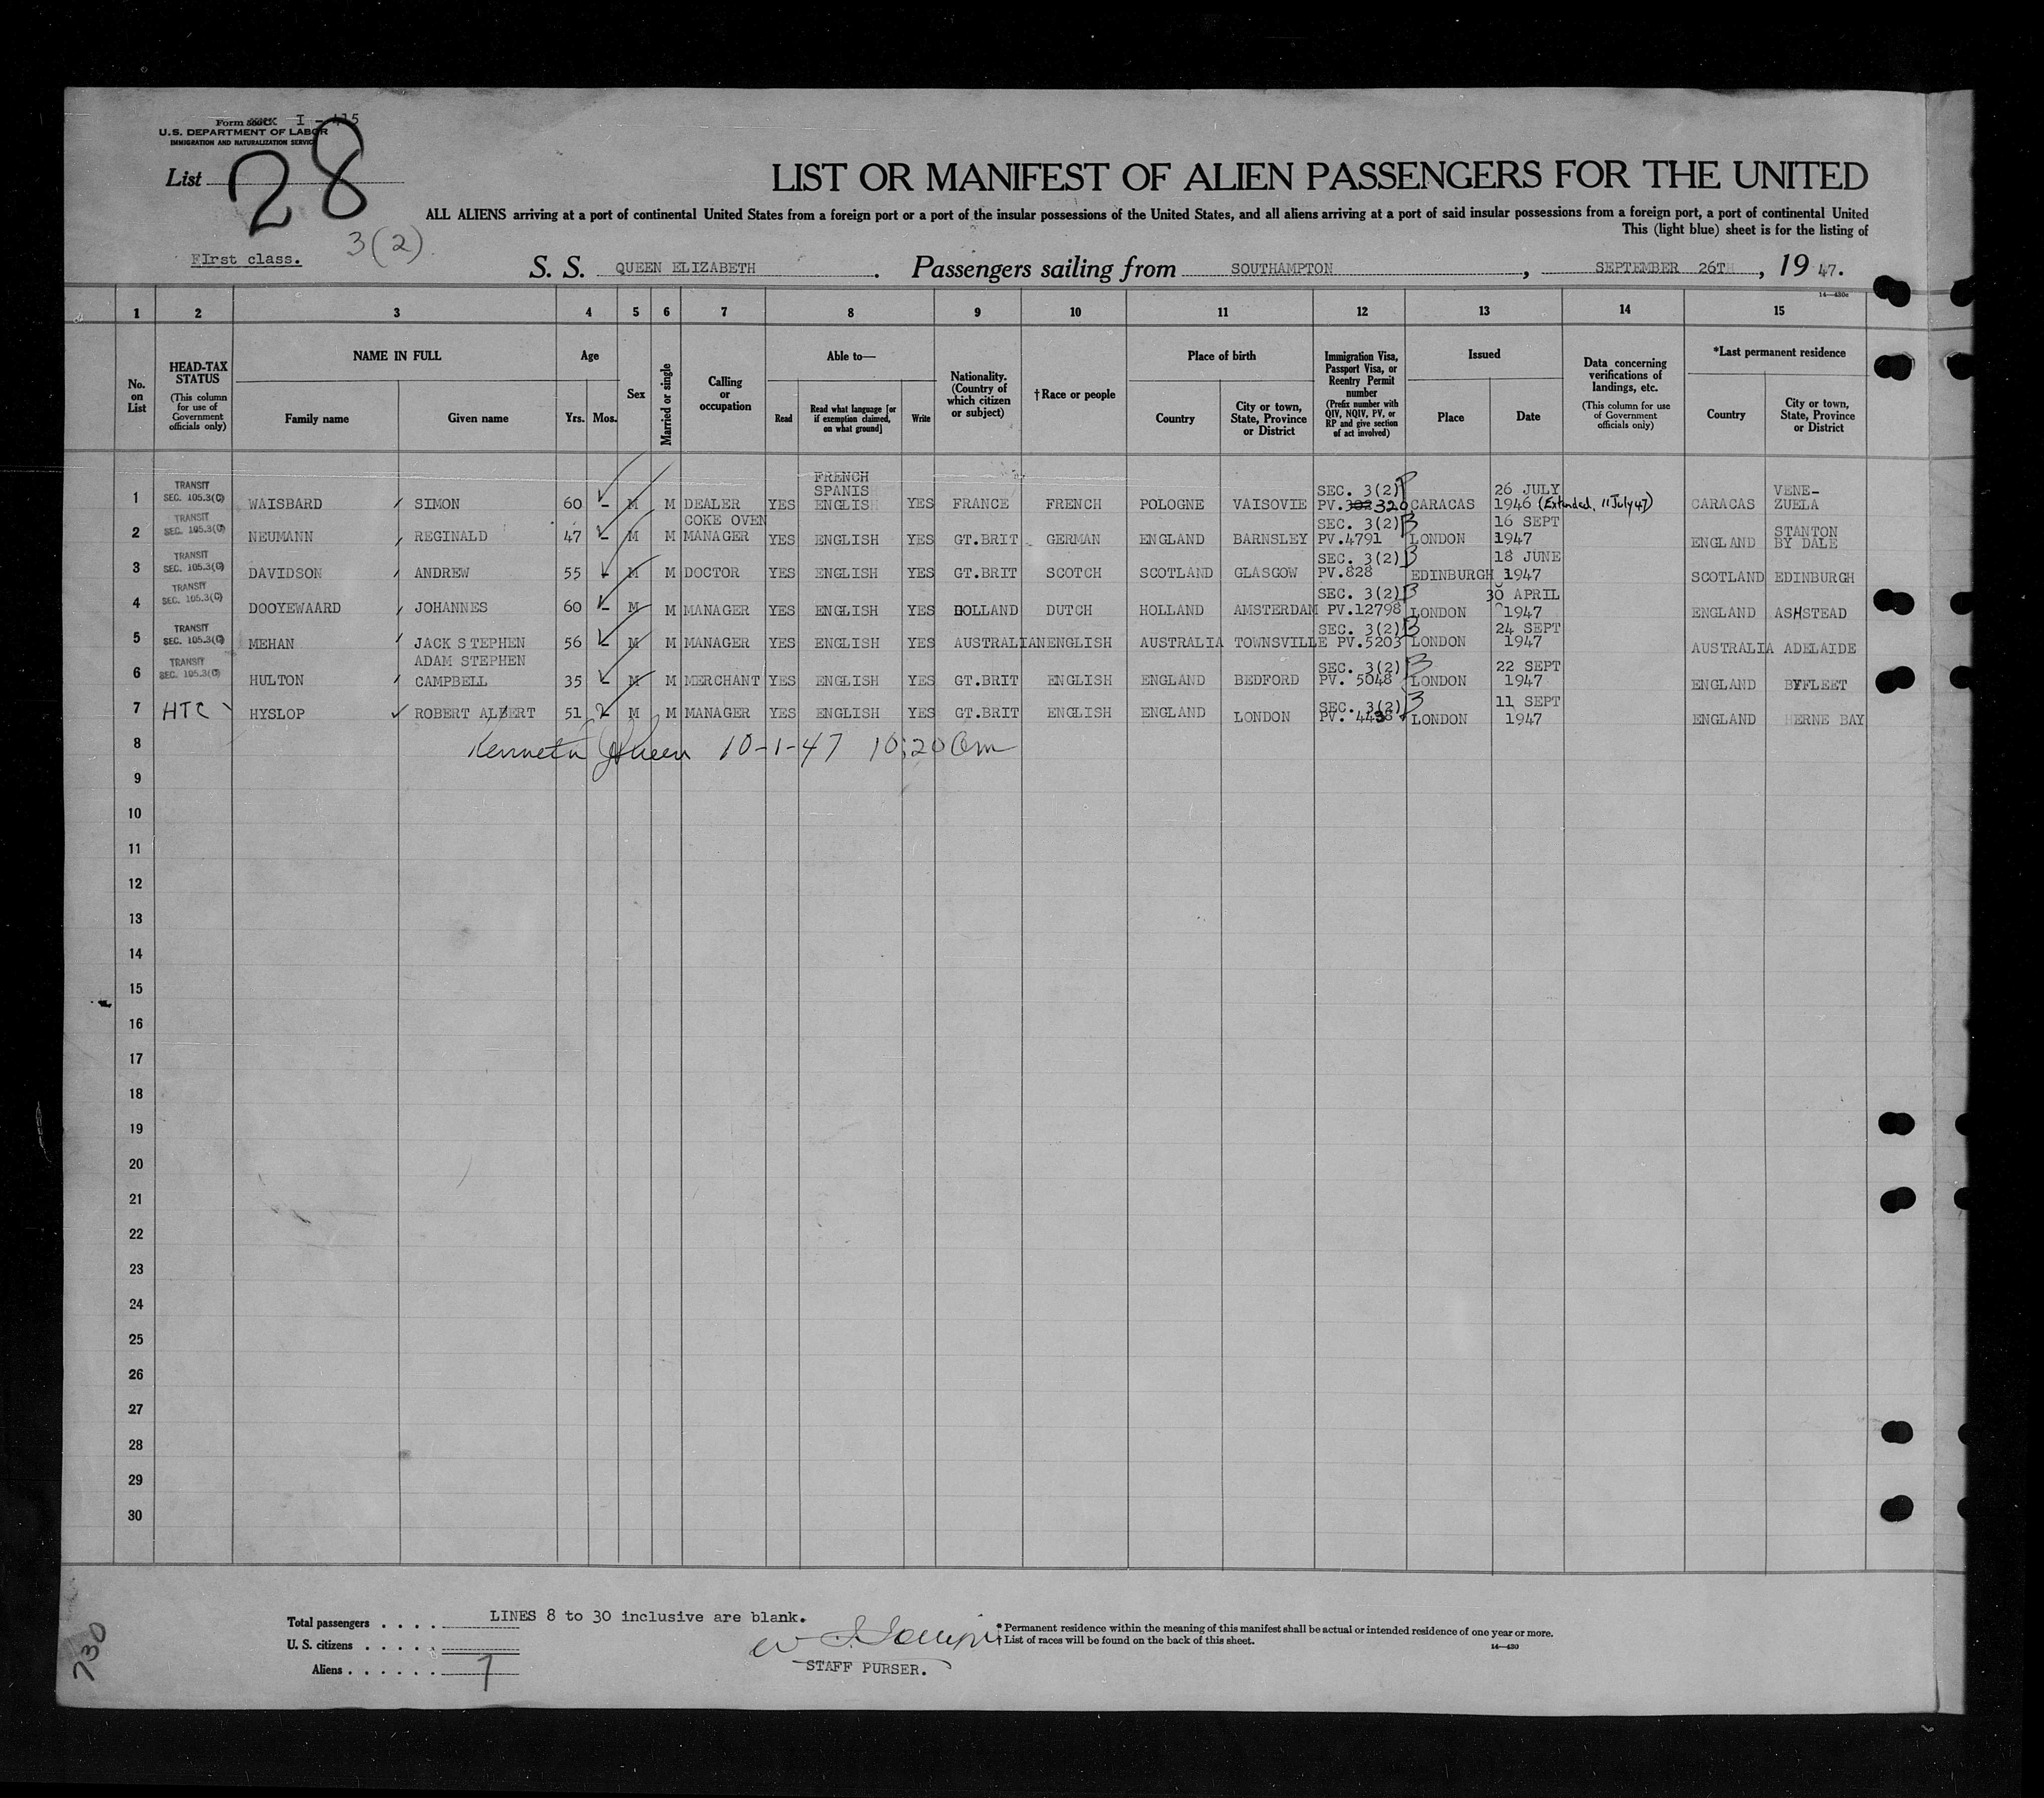 Form I-415
U.S. DEPARTMENT OF LABOR
IMMIGRATION AND NATURALIZATION SERVICE
List 28
3(2)
LIST OR MANIFEST OF ALIEN PASSENGERS FOR THE UNITED
ALL ALIENS arriving at a port of continental United States from a foreign port or a port of the insular possessions of the United States, and all aliens arriving at a port of said insular possessions from a foreign port, a port of continental United
This (light blue) sheet is for the listing of
FIrst class. S. S. QUEEN ELIZABETH. Passengers sailing from SOUTHAMPTON, SEPTEMBER 26TH, 1947.
14—430c
1 2 3 4 5 6 7 8 9 10 11 12 13 14 15
No. on List
HEAD-TAX STATUS (This column for use of Government officials only)
NAME IN FULL Family name Given name
Age Yrs. Mos.
Sex
Married or single
Calling or occupation
Able to— Read Read what language [or if exemption claimed, on what ground] Write
Nationality. (Country of which citizen or subject)
†Race or people
Place of birth Country City or town, State, Province or District
Immigration Visa, Passport Visa, or Reentry Permit number (Prefix number with QIV, NQIV, PV, or RP and give section of act involved)
Issued Place Date
Data concerning verifications of landings, etc. (This column for use of Government officials only)
*Last permanent residence Country City or town, State, Province or District
1 TRANSIT SEC. 105.3(C) WAISBARD SIMON 60 - M M DEALER YES FRENCH SPANISH ENGLISH YES FRANCE FRENCH POLOGNE VAISOVIE SEC. 3(2) PV.302 320 CARACAS 26 JULY 1946 (Extended, 11 July 47) CARACAS VENE-ZUELA
2 TRANSIT SEC. 105.3(C) NEUMANN REGINALD 47 - M M COKE OVEN MANAGER YES ENGLISH YES GT.BRIT GERMAN ENGLAND BARNSLEY SEC. 3(2) B PV.4791 LONDON 16 SEPT 1947 ENGLAND STANTON BY DALE
3 TRANSIT SEC. 105.3(C) DAVIDSON ANDREW 55 - M M DOCTOR YES ENGLISH YES GT.BRIT SCOTCH SCOTLAND GLASGOW SEC. 3(2) B PV.828 EDINBURGH 18 JUNE 1947 SCOTLAND EDINBURGH
4 TRANSIT SEC. 105.3(C) DOOYEWAARD JOHANNES 60 - M M MANAGER YES ENGLISH YES HOLLAND DUTCH HOLLAND AMSTERDAM SEC. 3(2) B PV.12798 LONDON 30 APRIL 1947 ENGLAND ASHSTEAD
5 TRANSIT SEC. 105.3(C) MEHAN JACK STEPHEN 56 - M M MANAGER YES ENGLISH YES AUSTRALIAN ENGLISH AUSTRALIA TOWNSVILLE SEC. 3(2) B PV.5203 LONDON 24 SEPT 1947 AUSTRALIA ADELAIDE
6 TRANSIT SEC. 105.3(C) HULTON ADAM STEPHEN CAMPBELL 35 - M M MERCHANT YES ENGLISH YES GT.BRIT ENGLISH ENGLAND BEDFORD SEC. 3(2) B PV. 5048 LONDON 22 SEPT 1947 ENGLAND BYFLEET
7 HTC HYSLOP ROBERT ALBERT 51 - M M MANAGER YES ENGLISH YES GT.BRIT ENGLISH ENGLAND LONDON SEC. 3(2) B PV. 4438 LONDON 11 SEPT 1947 ENGLAND HERNE BAY
8 Kenneth 10-1-47 10:20 am
9
10
11
12
13
14
15
16
17
18
19
20
21
22
23
24
25
26
27
28
29
30
Total passengers . . . . LINES 8 to 30 inclusive are blank.
U. S. citizens . . . . .
Aliens . . . . . . 7
STAFF PURSER.
* Permanent residence within the meaning of this manifest shall be actual or intended residence of one year or more.
† List of races will be found on the back of this sheet.
14—430
730